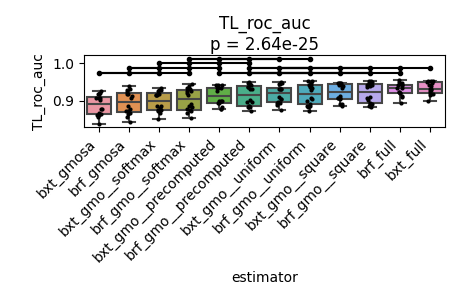 TL_roc_auc
p = 2.64e-25
TL_roc_auc
1.0
0.9
bxt_gmosa
brf_gmosa
bxt_gmo__softmax
brf_gmo__softmax
bxt_gmo__precomputed
brf_gmo__precomputed
bxt_gmo__uniform
brf_gmo__uniform
bxt_gmo__square
brf_gmo__square
brf_full
bxt_full
estimator